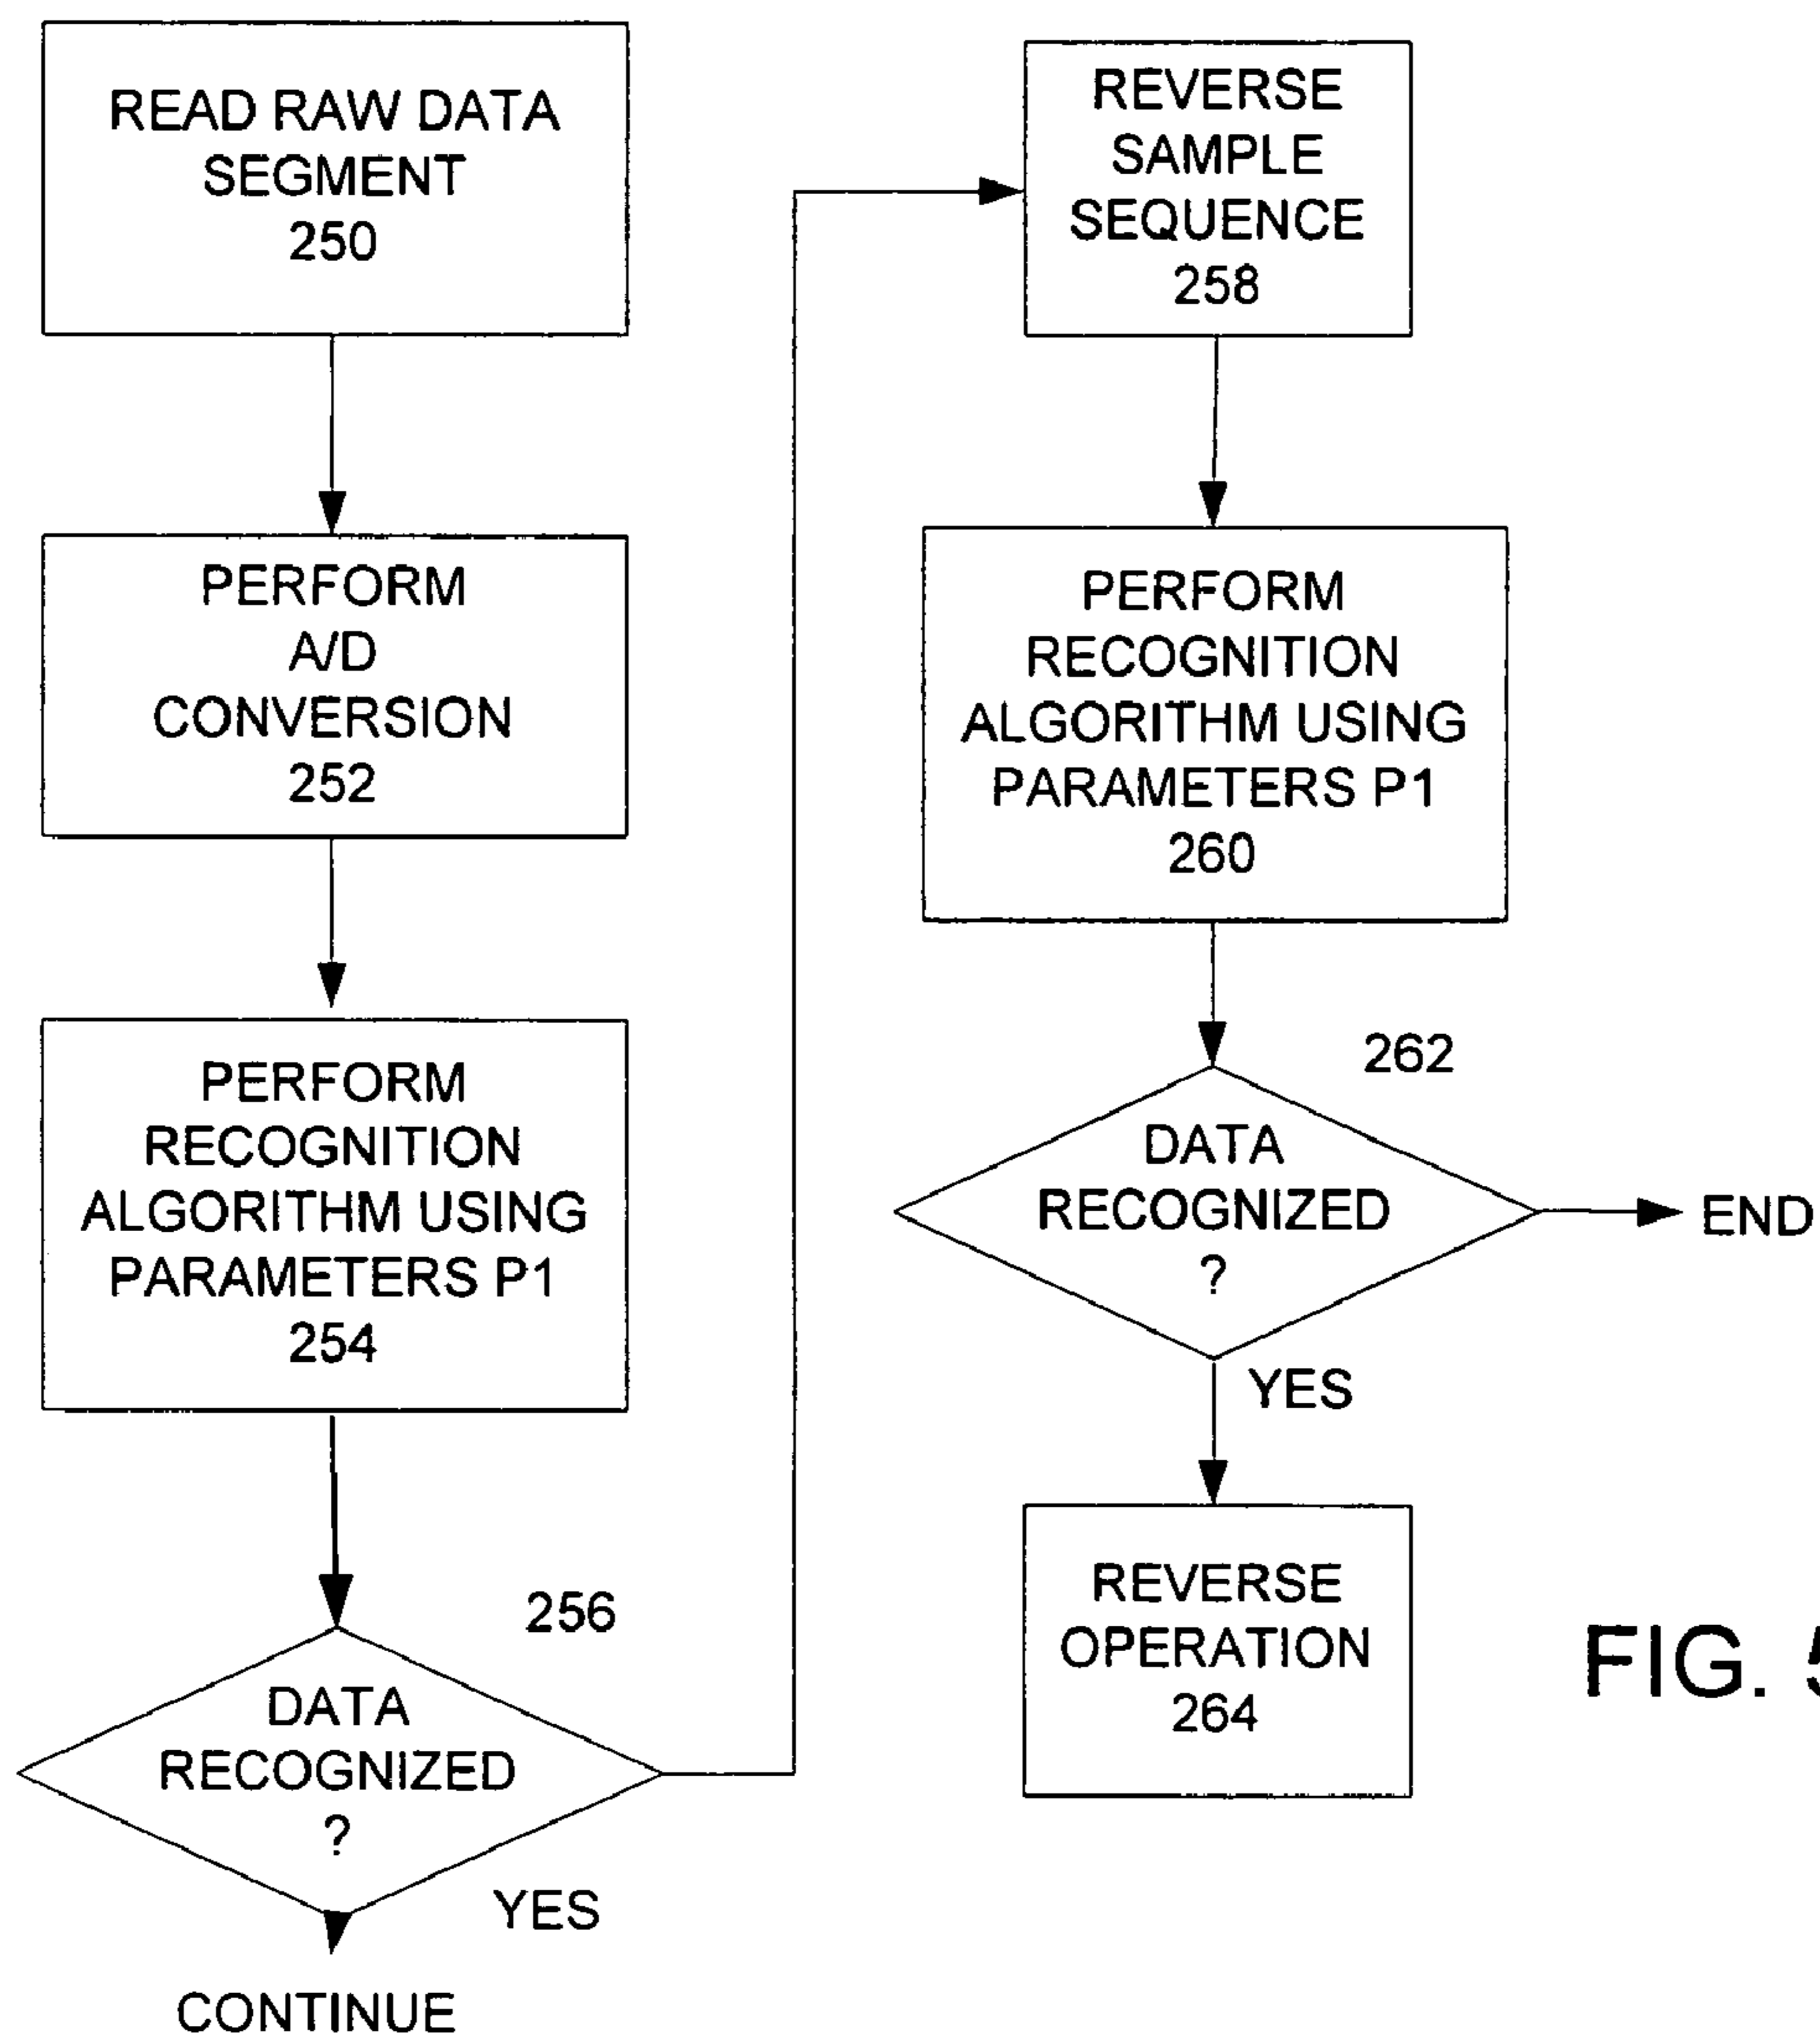 READ RAW DATA
SEGMENT
250
PERFORM
A/D
CONVERSION
252
PERFORM
RECOGNITION
ALGORITHM USING
PARAMETERS P1
254
256
DATA
RECOGNIZED
?
YES
CONTINUE
REVERSE
SAMPLE
SEQUENCE
258
PERFORM
RECOGNITION
ALGORITHM USING
PARAMETERS P1
260
262
DATA
RECOGNIZED
?
END
YES
REVERSE
OPERATION
264
FIG. 5